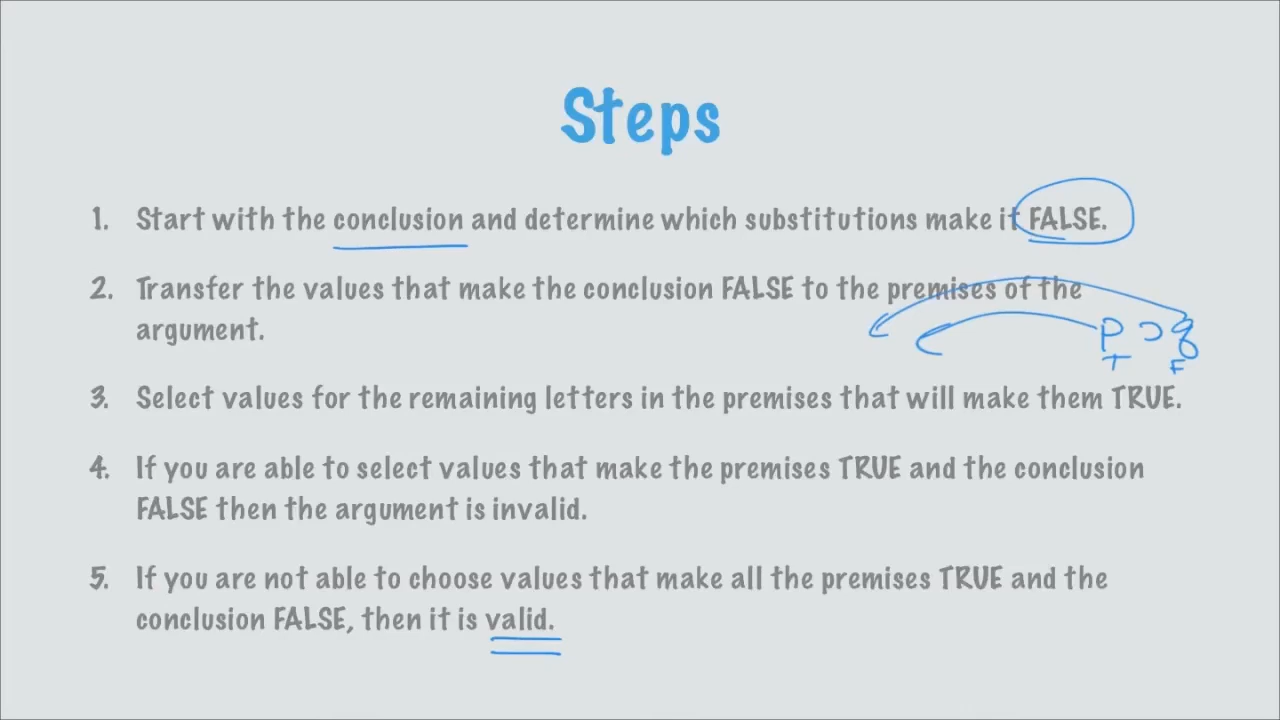 Steps
1. Start with the conclusion and determine which substitutions make it FALSE.
2. Transfer the values that make the conclusion FALSE to the premises of the
argument.
p ⊃ q
T F
3. Select values for the remaining letters in the premises that will make them TRUE.
4. If you are able to select values that make the premises TRUE and the conclusion
FALSE then the argument is invalid.
5. If you are not able to choose values that make all the premises TRUE and the
conclusion FALSE, then it is valid.